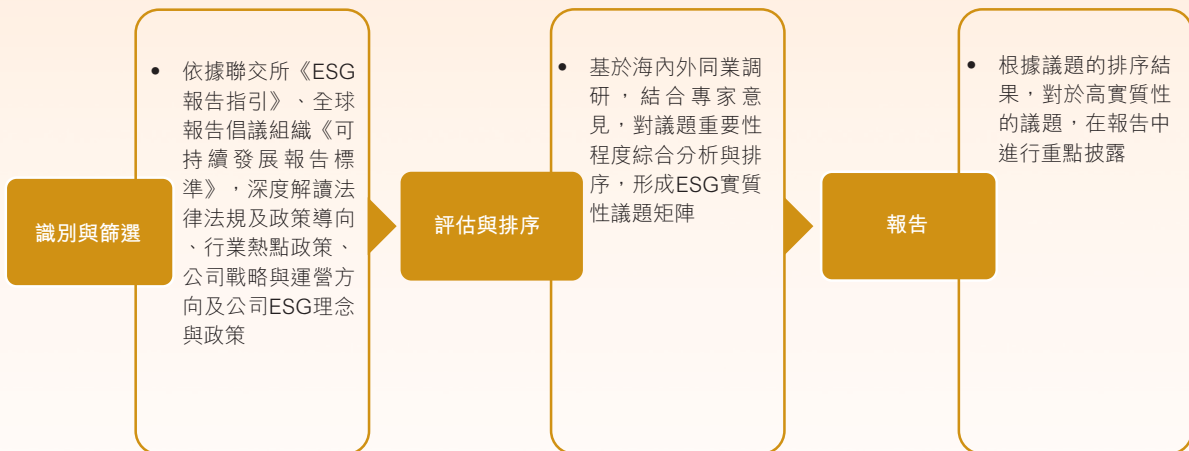 識別與篩選
• 依據聯交所《ESG
報告指引》、全球
報告倡議組織《可
持續發展報告標
準》，深度解讀法
律法規及政策導向
、行業熱點政策、
公司戰略與運營方
向及公司ESG理念
與政策
評估與排序
• 基於海內外同業調
研，結合專家意
見，對議題重要性
程度綜合分析與排
序，形成ESG實質
性議題矩陣
報告
• 根據議題的排序結
果，對於高實質性
的議題，在報告中
進行重點披露